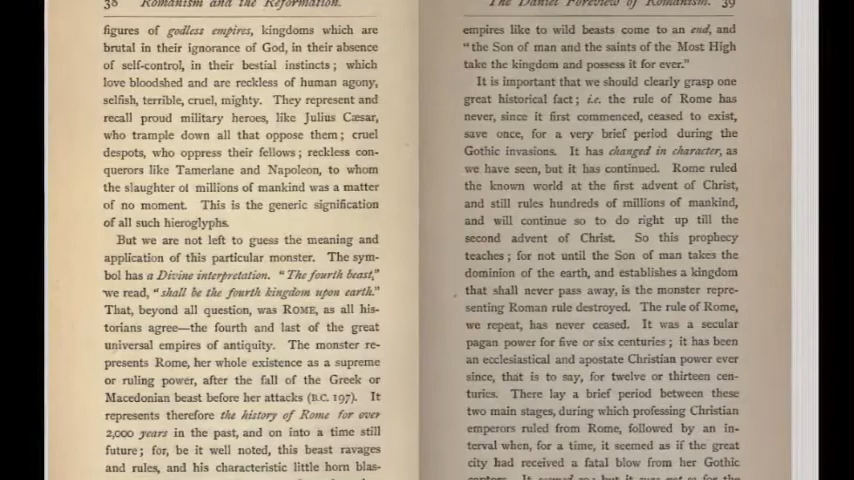 38 Romanism and the Reformation.
figures of godless empires, kingdoms which are
brutal in their ignorance of God, in their absence
of self-control, in their bestial instincts ; which
love bloodshed and are reckless of human agony,
selfish, terrible, cruel, mighty. They represent and
recall proud military heroes, like Julius Cæsar,
who trample down all that oppose them ; cruel
despots, who oppress their fellows ; reckless con-
querors like Tamerlane and Napoleon, to whom
the slaughter of millions of mankind was a matter
of no moment. This is the generic signification
of all such hieroglyphs.
But we are not left to guess the meaning and
application of this particular monster. The sym-
bol has a Divine interpretation. "The fourth beast,"
we read, "shall be the fourth kingdom upon earth."
That, beyond all question, was ROME, as all his-
torians agree—the fourth and last of the great
universal empires of antiquity. The monster re-
presents Rome, her whole existence as a supreme
or ruling power, after the fall of the Greek or
Macedonian beast before her attacks (B.C. 197). It
represents therefore the history of Rome for over
2,000 years in the past, and on into a time still
future ; for, be it well noted, this beast ravages
and rules, and his characteristic little horn blas-
The Daniel Foreview of Romanism. 39
empires like to wild beasts come to an end, and
"the Son of man and the saints of the Most High
take the kingdom and possess it for ever."
It is important that we should clearly grasp one
great historical fact ; i.e. the rule of Rome has
never, since it first commenced, ceased to exist,
save once, for a very brief period during the
Gothic invasions. It has changed in character, as
we have seen, but it has continued. Rome ruled
the known world at the first advent of Christ,
and still rules hundreds of millions of mankind,
and will continue so to do right up till the
second advent of Christ. So this prophecy
teaches ; for not until the Son of man takes the
dominion of the earth, and establishes a kingdom
that shall never pass away, is the monster repre-
senting Roman rule destroyed. The rule of Rome,
we repeat, has never ceased. It was a secular
pagan power for five or six centuries ; it has been
an ecclesiastical and apostate Christian power ever
since, that is to say, for twelve or thirteen cen-
turies. There lay a brief period between these
two main stages, during which professing Christian
emperors ruled from Rome, followed by an in-
terval when, for a time, it seemed as if the great
city had received a fatal blow from her Gothic